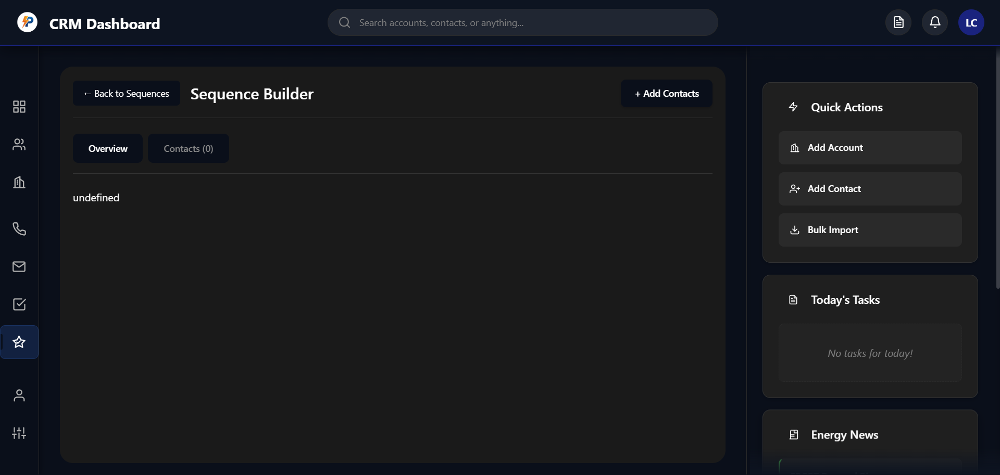 CRM Dashboard
Search accounts, contacts, or anything...
LC
← Back to Sequences
Sequence Builder
+ Add Contacts
Overview
Contacts (0)
undefined
Quick Actions
Add Account
Add Contact
Bulk Import
Today's Tasks
No tasks for today!
Energy News